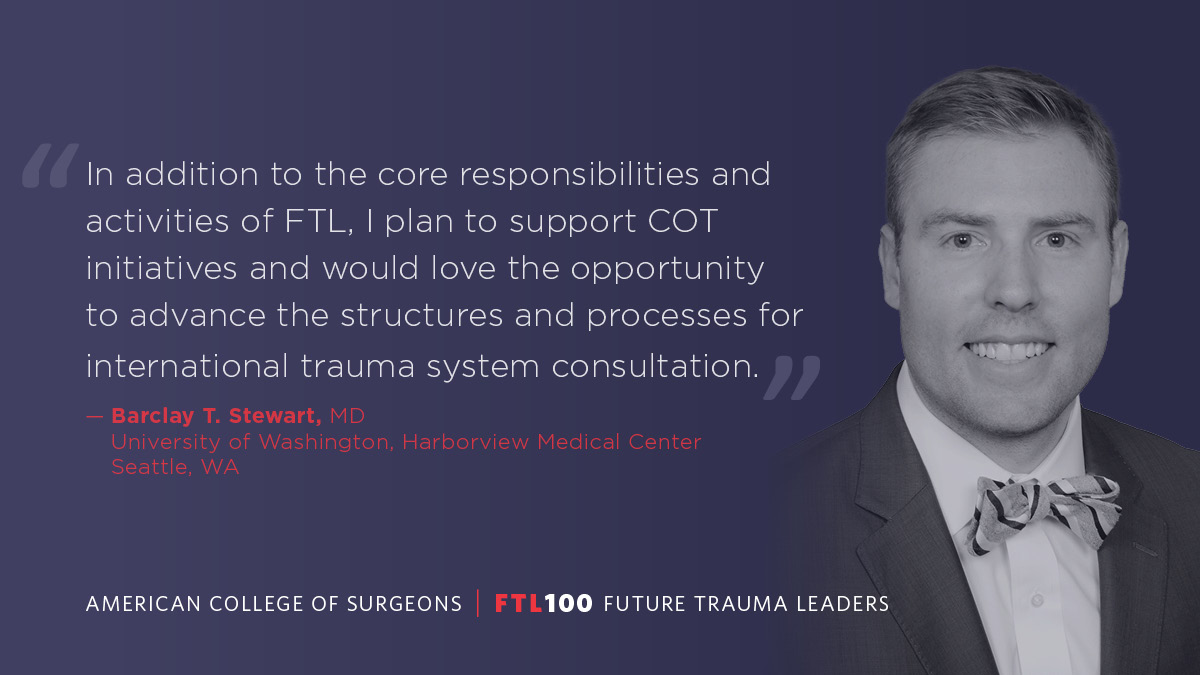 “In addition to the core responsibilities and
activities of FTL, I plan to support COT
initiatives and would love the opportunity
to advance the structures and processes for
international trauma system consultation.”
— Barclay T. Stewart, MD
University of Washington, Harborview Medical Center
Seattle, WA
AMERICAN COLLEGE OF SURGEONS | FTL100 FUTURE TRAUMA LEADERS